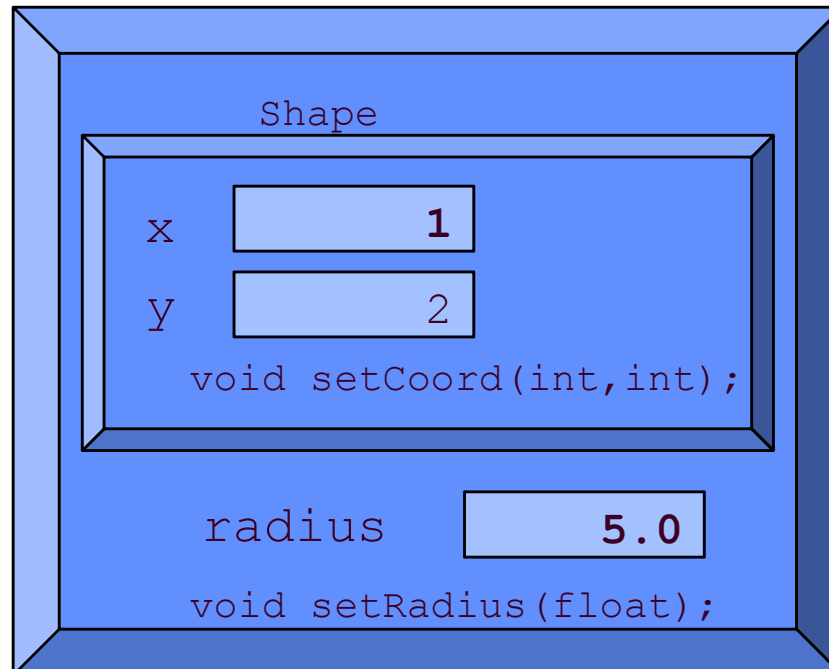 Shape
x 1
y 2
void setCoord(int,int);
radius 5.0
void setRadius(float);